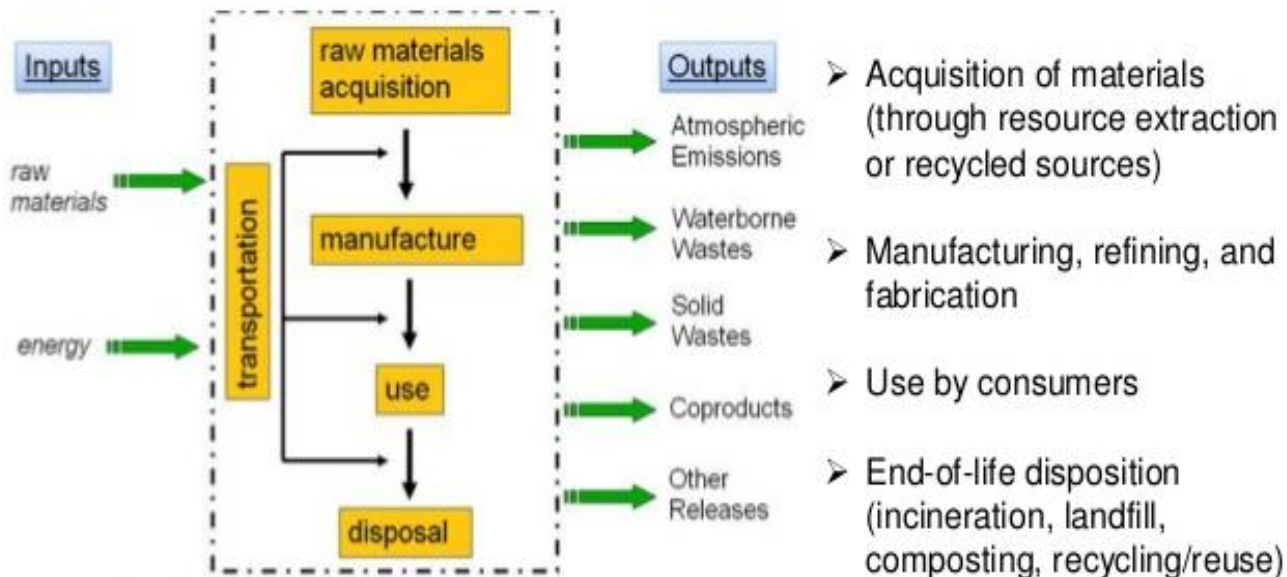 Inputs
raw
materials
energy
transportation
raw materials
acquisition
manufacture
use
disposal
Outputs
Atmospheric
Emissions
Waterborne
Wastes
Solid
Wastes
Coproducts
Other
Releases
➢ Acquisition of materials
(through resource extraction
or recycled sources)
➢ Manufacturing, refining, and
fabrication
➢ Use by consumers
➢ End-of-life disposition
(incineration, landfill,
composting, recycling/reuse)